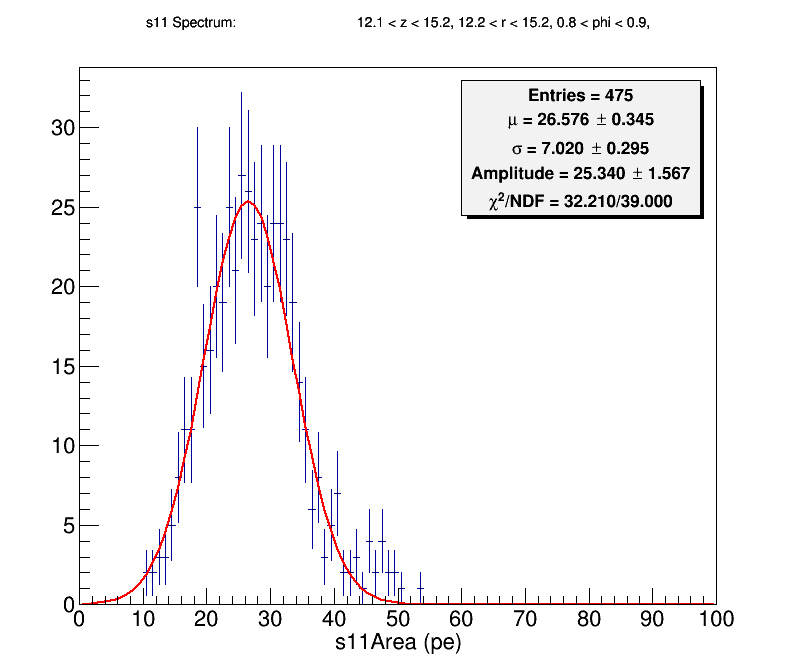 s11 Spectrum: 12.1 < z < 15.2, 12.2 < r < 15.2, 0.8 < phi < 0.9,
Entries = 475
μ = 26.576 ± 0.345
σ = 7.020 ± 0.295
Amplitude = 25.340 ± 1.567
χ²/NDF = 32.210/39.000
30
25
20
15
10
5
0
0 10 20 30 40 50 60 70 80 90 100
s11Area (pe)